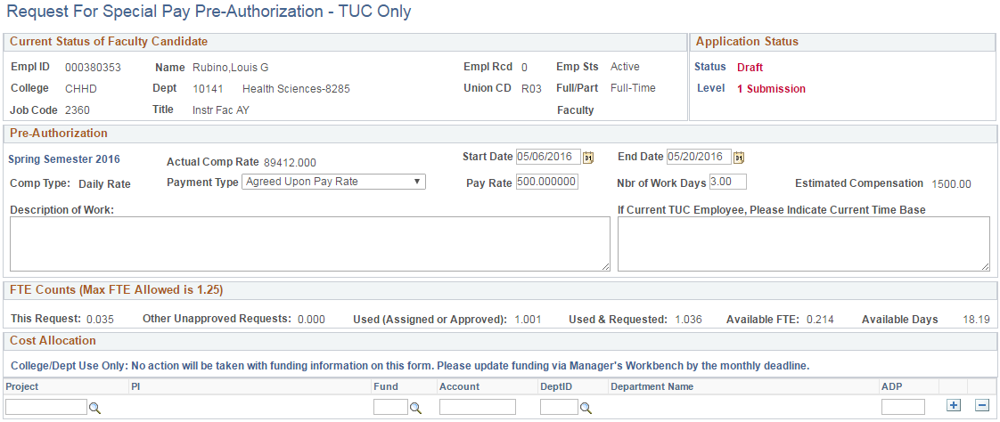 Request For Special Pay Pre-Authorization - TUC Only
Current Status of Faculty Candidate
Application Status
Empl ID 000380353 Name Rubino,Louis G Empl Rcd 0 Emp Sts Active
Status Draft
College CHHD Dept 10141 Health Sciences-8285 Union CD R03 Full/Part Full-Time
Level 1 Submission
Job Code 2360 Title Instr Fac AY Faculty
Pre-Authorization
Spring Semester 2016 Actual Comp Rate 89412.000 Start Date 05/06/2016 31 End Date 05/20/2016 31
Comp Type: Daily Rate Payment Type Agreed Upon Pay Rate Pay Rate 500.000000 Nbr of Work Days 3.00 Estimated Compensation 1500.00
Description of Work: If Current TUC Employee, Please Indicate Current Time Base
FTE Counts (Max FTE Allowed is 1.25)
This Request: 0.035 Other Unapproved Requests: 0.000 Used (Assigned or Approved): 1.001 Used & Requested: 1.036 Available FTE: 0.214 Available Days 18.19
Cost Allocation
College/Dept Use Only: No action will be taken with funding information on this form. Please update funding via Manager's Workbench by the monthly deadline.
Project PI Fund Account DeptID Department Name ADP